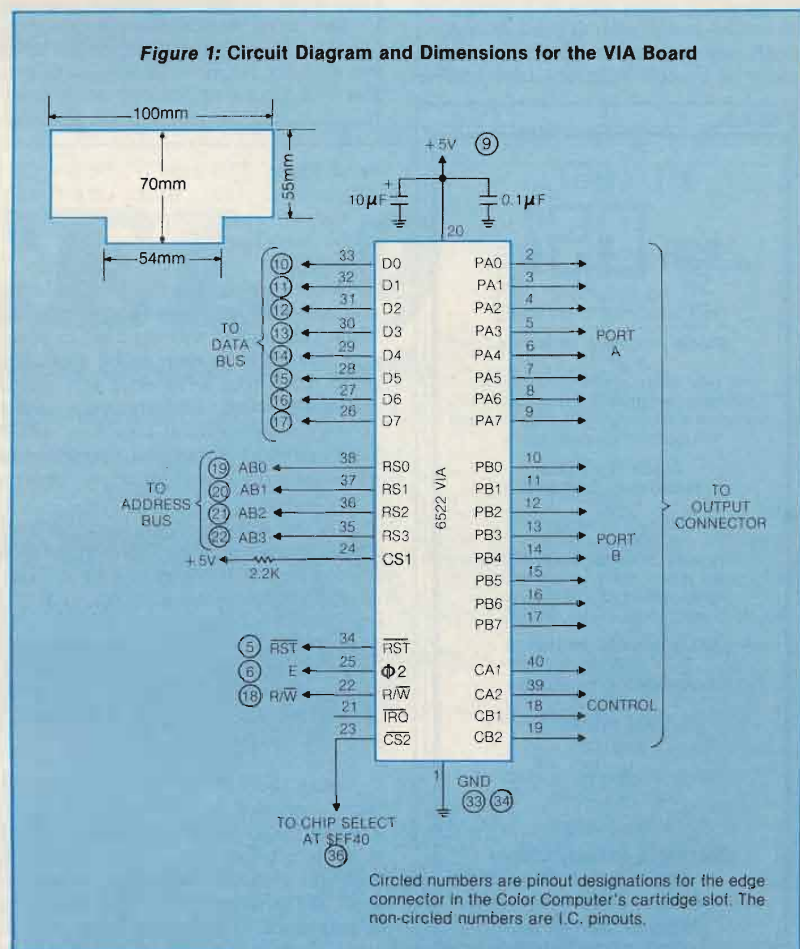 Figure 1: Circuit Diagram and Dimensions for the VIA Board
100mm
70mm
55mm
54mm
+5V 9
10μF + 0.1μF
20
10 33 D0
11 32 D1
12 31 D2
13 30 D3
14 29 D4
15 28 D5
16 27 D6
17 26 D7
TO
DATA
BUS
19 AB0 38 RS0
20 AB1 37 RS1
21 AB2 36 RS2
22 AB3 35 RS3
TO
ADDRESS
BUS
+5V 2.2K 24 CS1
5 R̅S̅T̅ 34 R̅S̅T̅
6 E 25 Φ2
18 R/W̅ 22 R/W̅
21 I̅R̅Q̅
23 C̅S̅2̅
TO CHIP SELECT
AT $FF40
36
6522 VIA
PA0 2
PA1 3
PA2 4
PA3 5
PA4 6
PA5 7
PA6 8
PA7 9
PORT
A
PB0 10
PB1 11
PB2 12
PB3 13
PB4 14
PB5 15
PB6 16
PB7 17
PORT
B
CA1 40
CA2 39
CB1 18
CB2 19
CONTROL
TO
OUTPUT
CONNECTOR
1 GND
33 34
Circled numbers are pinout designations for the edge
connector in the Color Computer's cartridge slot. The
non-circled numbers are I.C. pinouts.